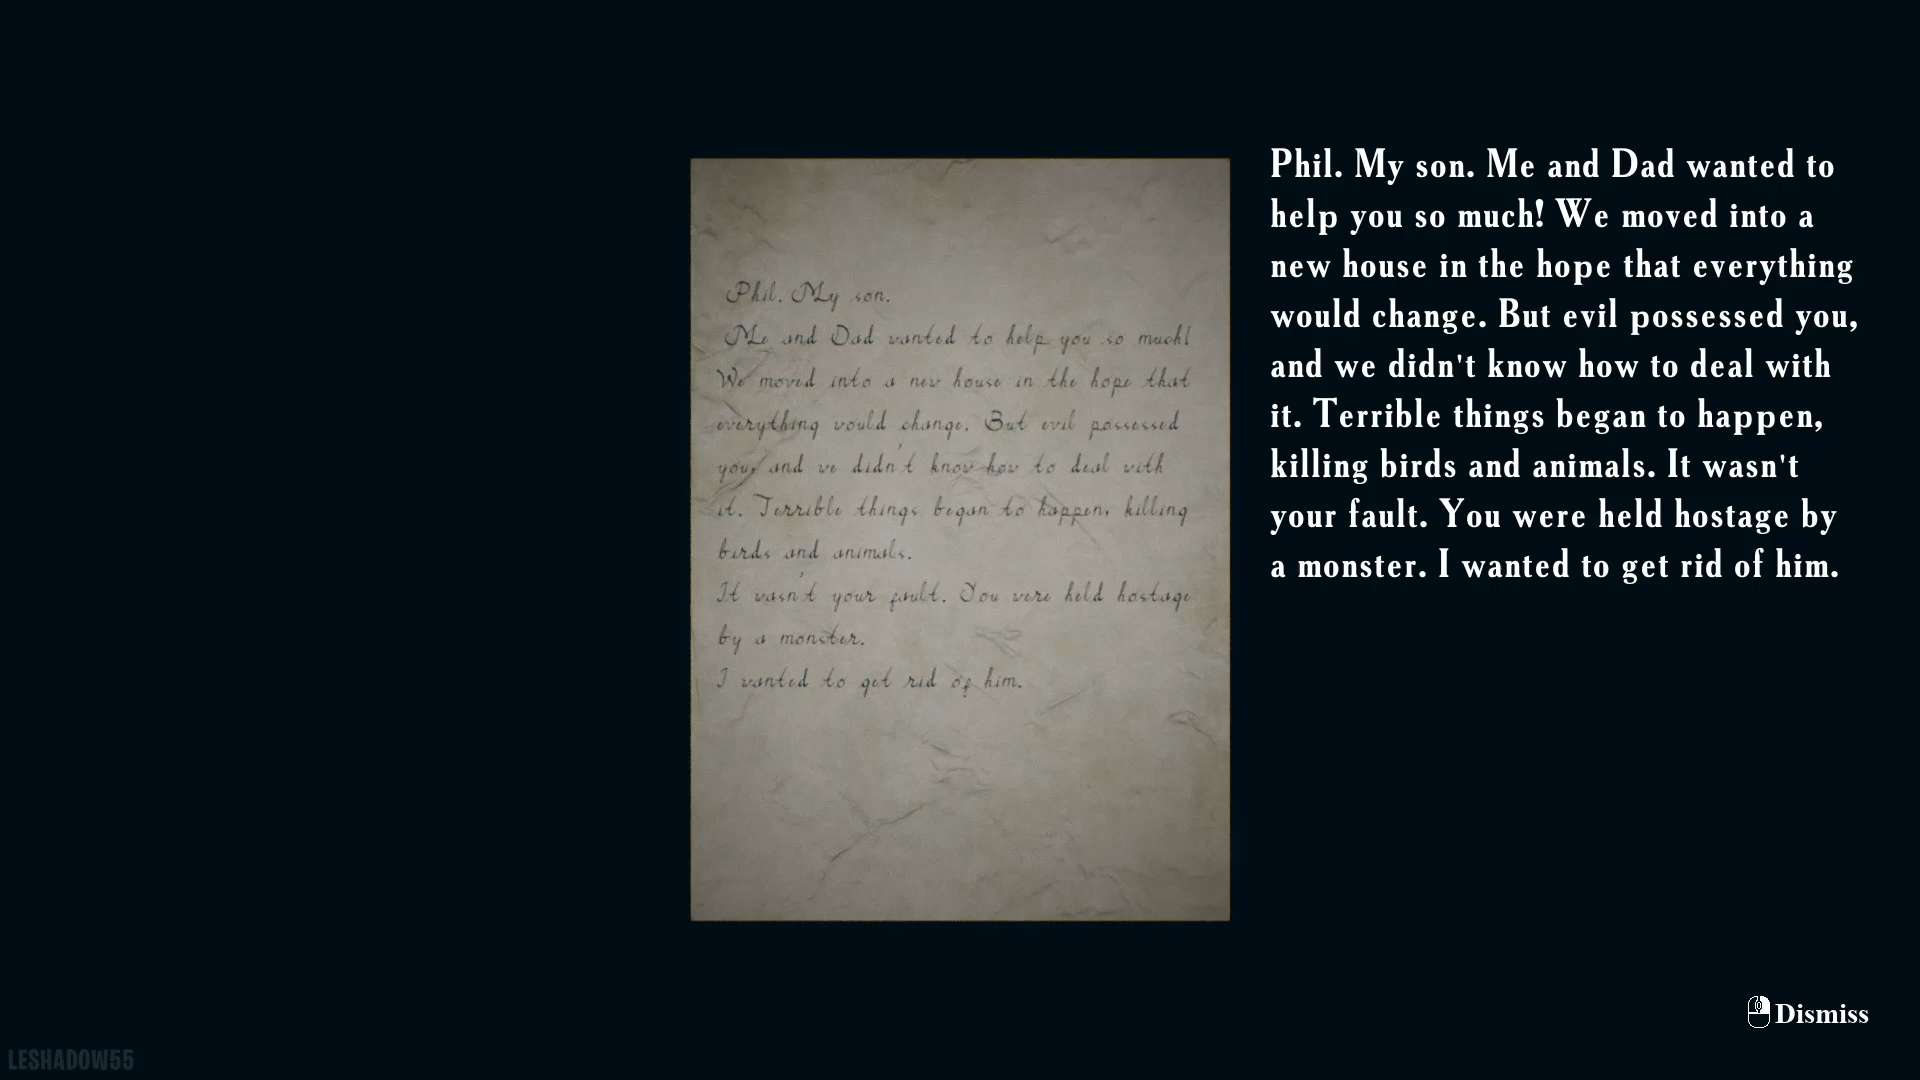 Phil. My son.
Me and Dad wanted to help you so much!
We moved into a new house in the hope that
everything would change. But evil possessed
you, and we didn't know how to deal with
it. Terrible things began to happen, killing
birds and animals.
It wasn't your fault. You were held hostage
by a monster.
I wanted to get rid of him.
Phil. My son. Me and Dad wanted to
help you so much! We moved into a
new house in the hope that everything
would change. But evil possessed you,
and we didn't know how to deal with
it. Terrible things began to happen,
killing birds and animals. It wasn't
your fault. You were held hostage by
a monster. I wanted to get rid of him.
Dismiss
LESHADOW55